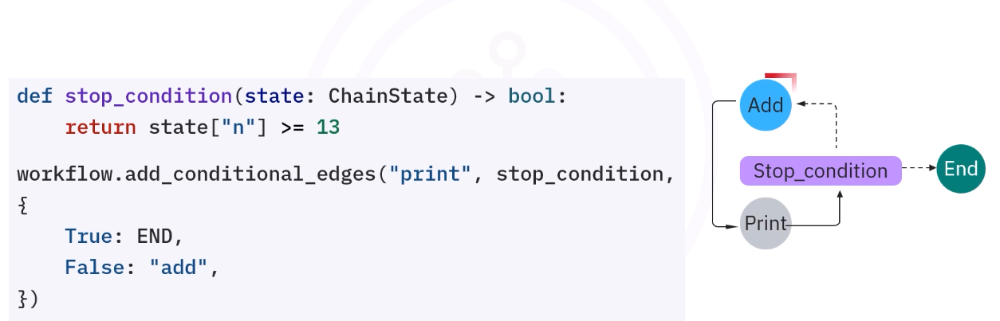 def stop_condition(state: ChainState) -> bool:
    return state["n"] >= 13
workflow.add_conditional_edges("print", stop_condition,
{
    True: END,
    False: "add",
})
Add
Stop_condition
End
Print